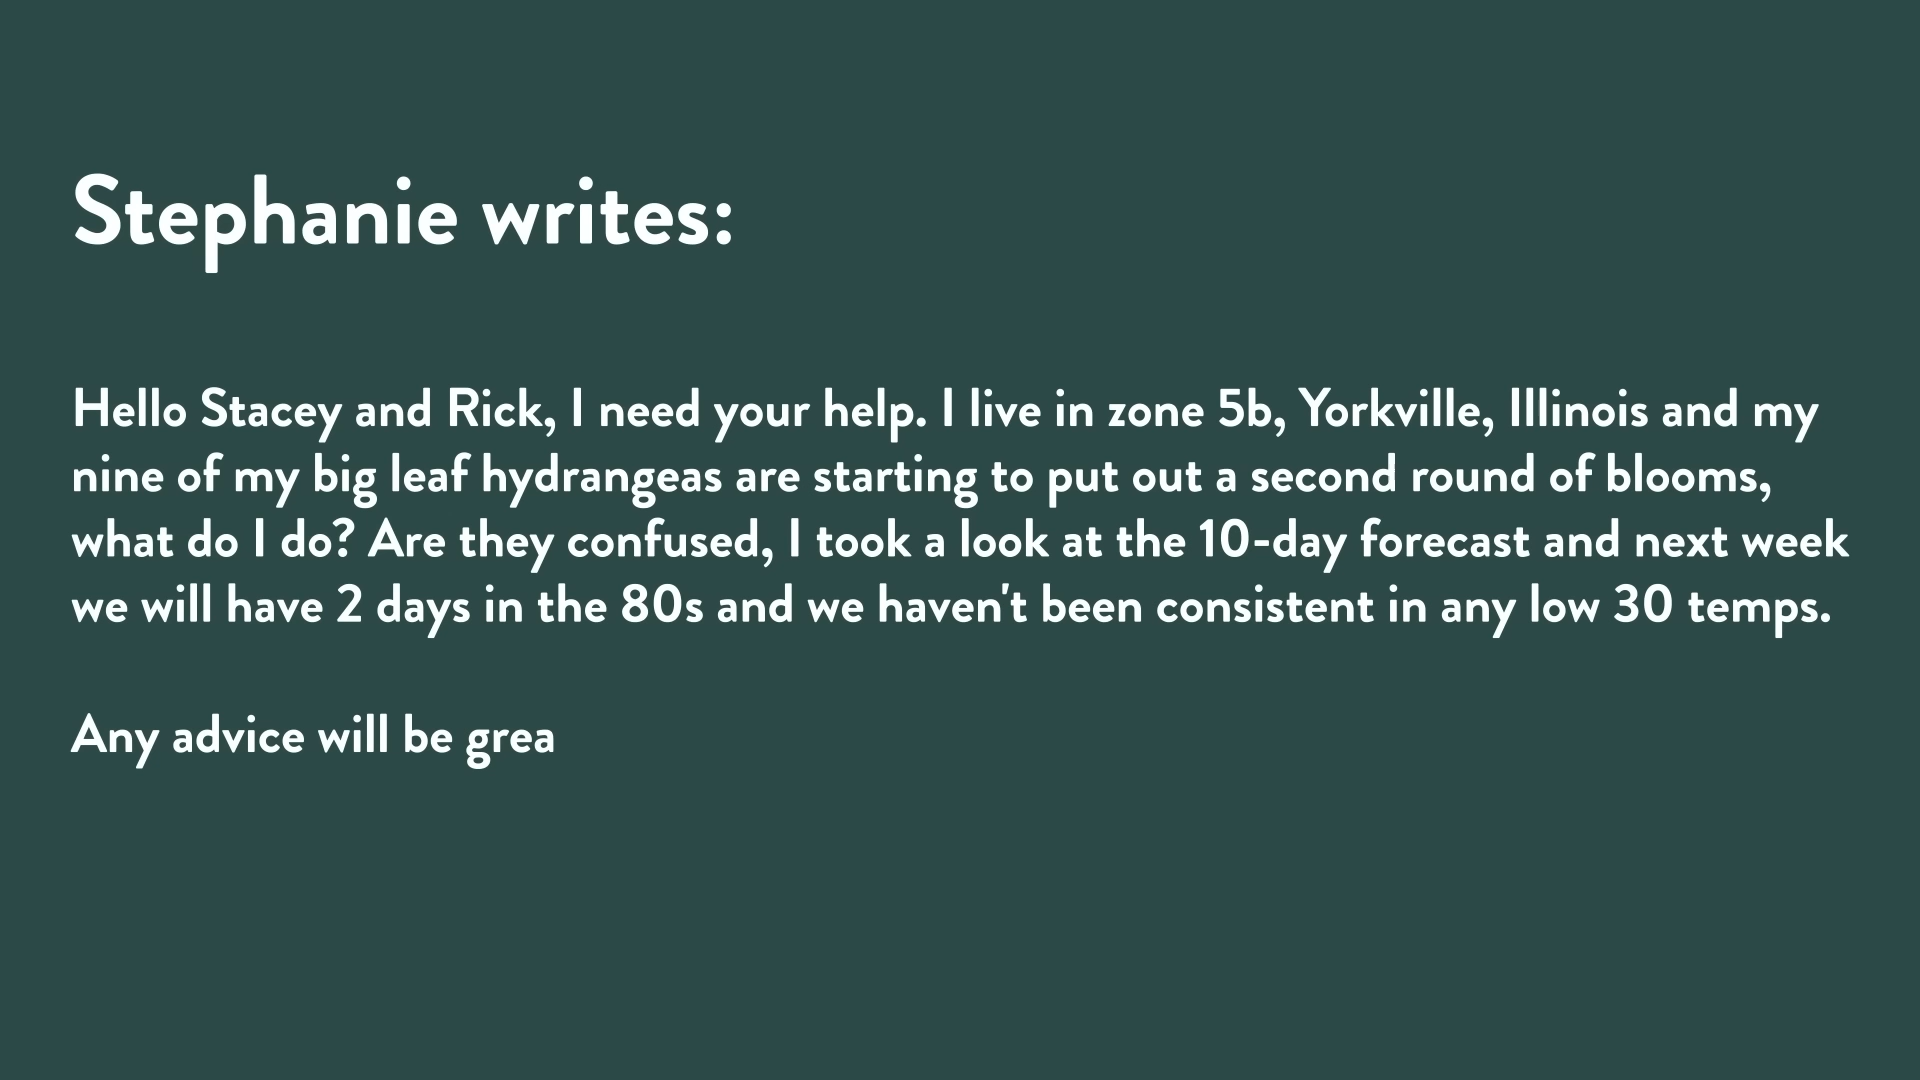 Stephanie writes:
Hello Stacey and Rick, I need your help. I live in zone 5b, Yorkville, Illinois and my
nine of my big leaf hydrangeas are starting to put out a second round of blooms,
what do I do? Are they confused, I took a look at the 10-day forecast and next week
we will have 2 days in the 80s and we haven't been consistent in any low 30 temps.
Any advice will be grea